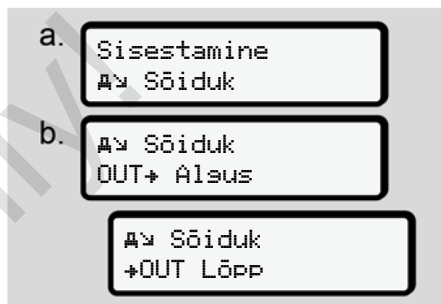 a.
Sisestamine
Sõiduk
b.
Sõiduk
OUT→ Algus
Sõiduk
→OUT Lõpp